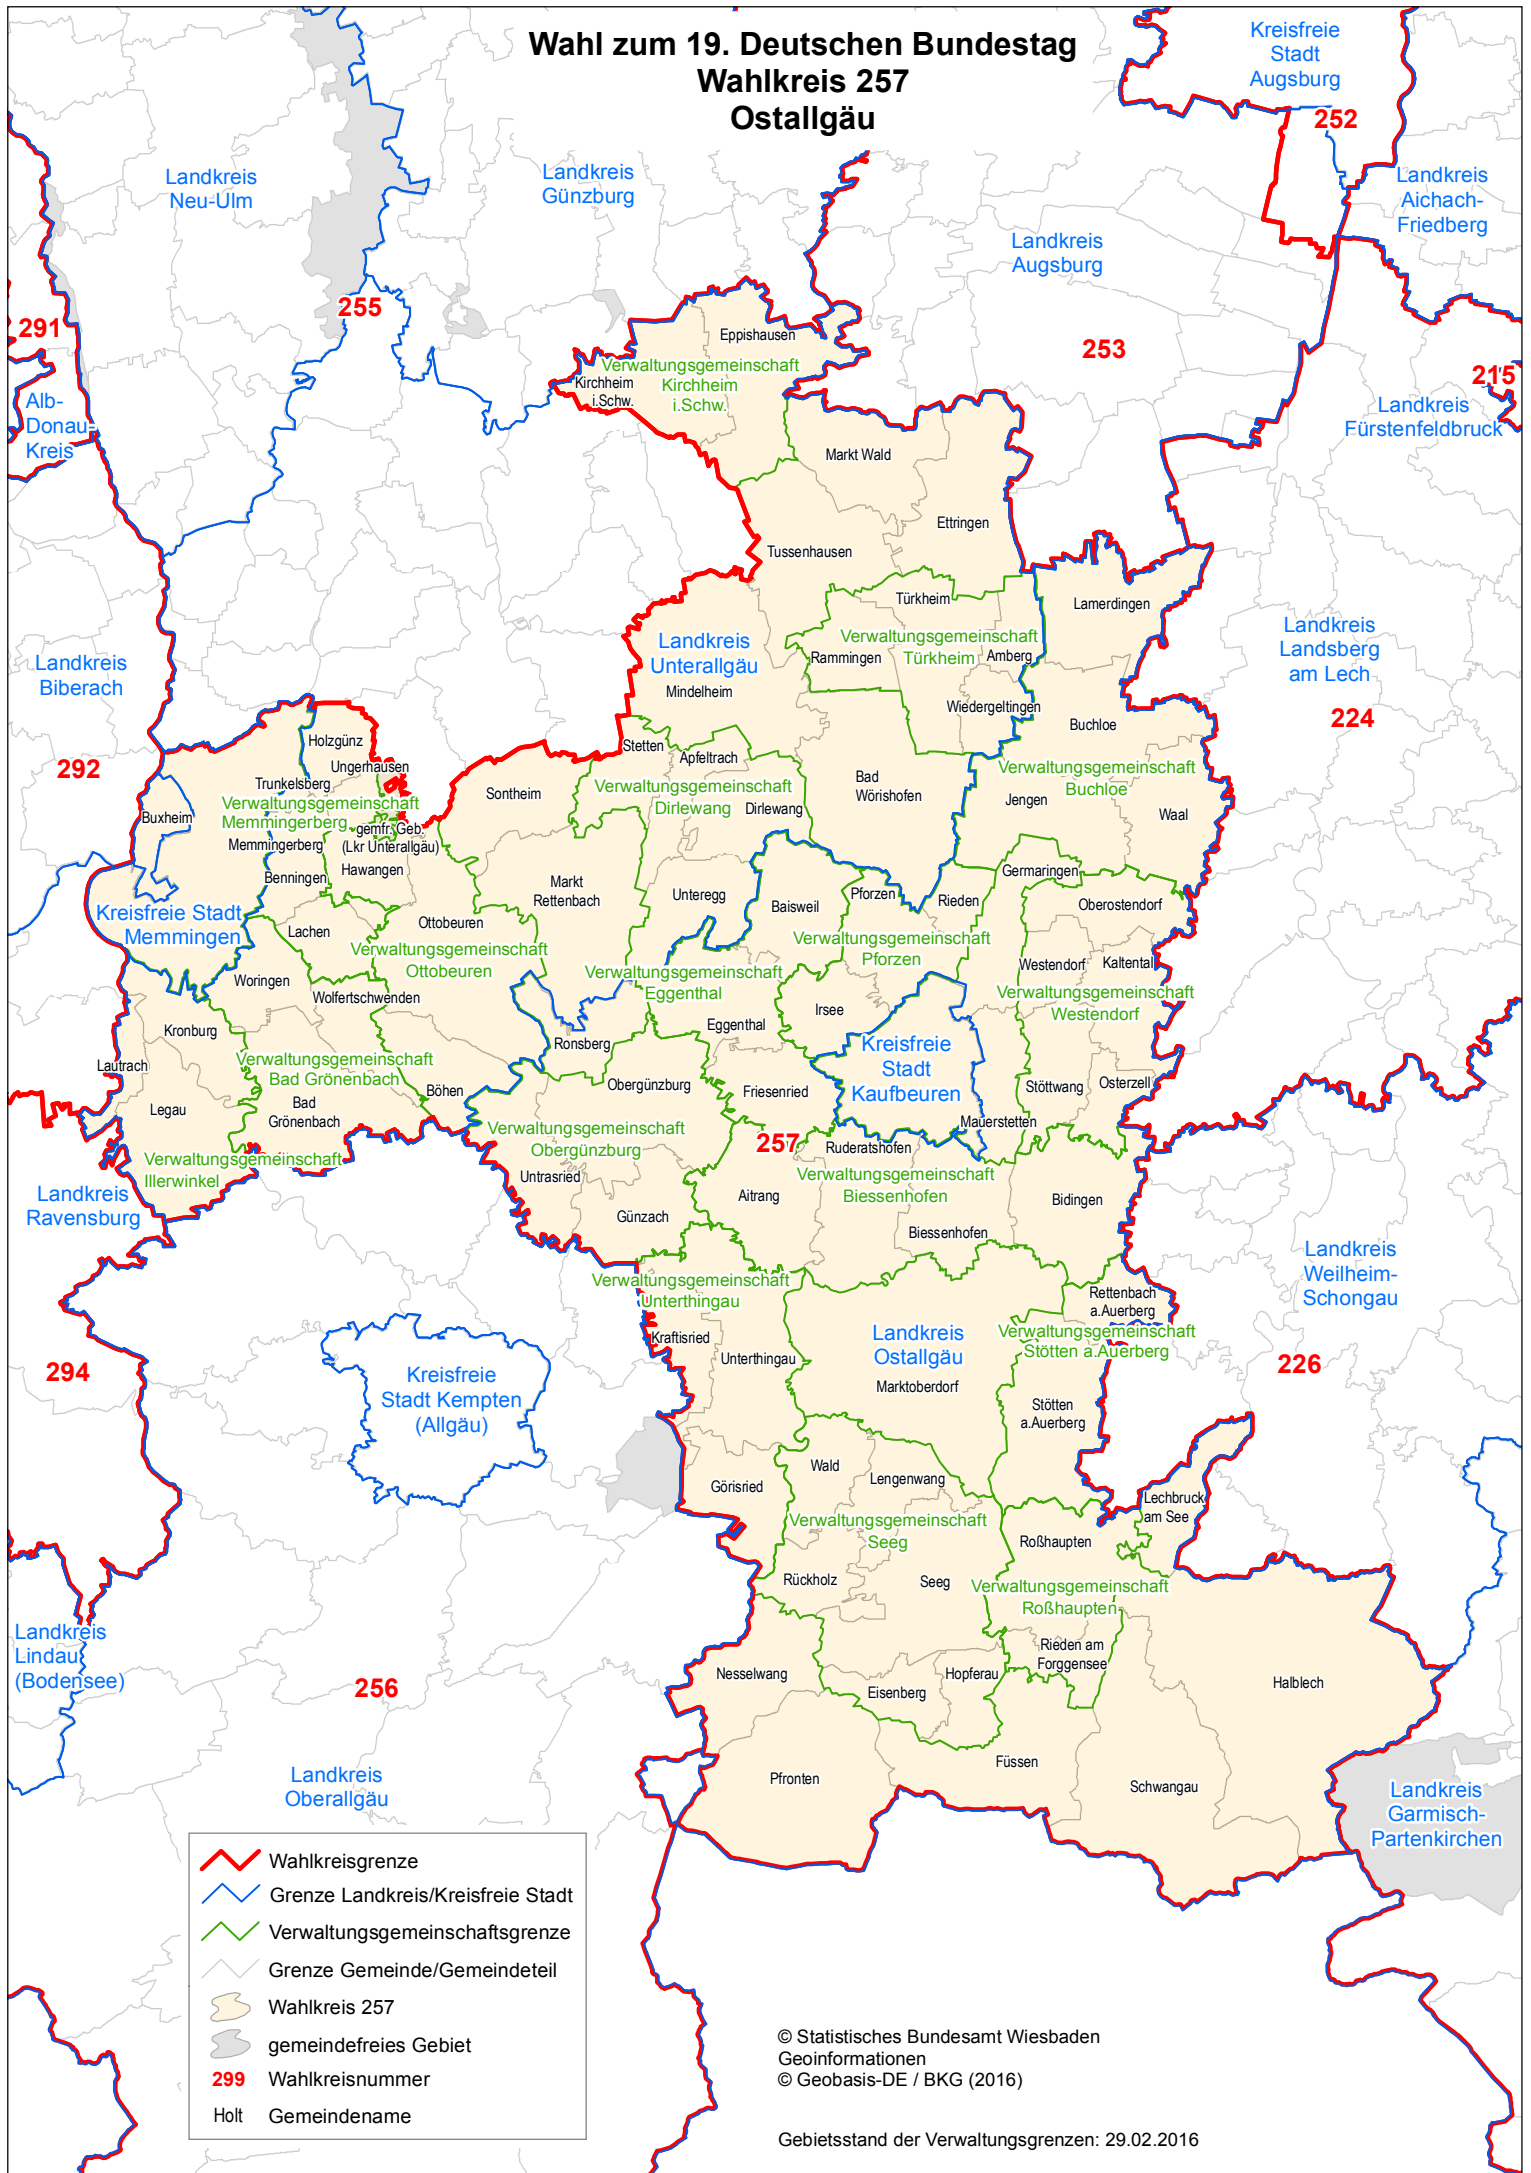 Wahl zum 19. Deutschen Bundestag
Wahlkreis 257
Ostallgäu
Kreisfreie
Stadt
Augsburg
252
Landkreis
Neu-Ulm
Landkreis
Günzburg
Landkreis
Aichach-
Friedberg
Landkreis
Augsburg
255
291
253
215
Alb-
Donau-
Kreis
Landkreis
Fürstenfeldbruck
Eppishausen
Verwaltungsgemeinschaft
Kirchheim
i.Schw.
Kirchheim
i.Schw.
Markt Wald
Ettringen
Tussenhausen
Türkheim
Lamerdingen
Landkreis
Unterallgäu
Verwaltungsgemeinschaft
Türkheim
Rammingen
Amberg
Landkreis
Landsberg
am Lech
Landkreis
Biberach
Mindelheim
Wiedergeltingen
Buchloe
224
292
Holzgünz
Ungerhausen
Stetten
Apfeltrach
Trunkelsberg
Verwaltungsgemeinschaft
Memmingerberg
Sontheim
Verwaltungsgemeinschaft
Dirlewang
Dirlewang
Bad
Wörishofen
Verwaltungsgemeinschaft
Buchloe
Jengen
Waal
Buxheim
gemfr. Geb.
(Lkr Unterallgäu)
Memmingerberg
Benningen
Hawangen
Markt
Rettenbach
Unteregg
Baisweil
Pforzen
Rieden
Germaringen
Oberostendorf
Kreisfreie Stadt
Memmingen
Lachen
Ottobeuren
Verwaltungsgemeinschaft
Ottobeuren
Verwaltungsgemeinschaft
Pforzen
Westendorf
Kaltental
Woringen
Wolfertschwenden
Verwaltungsgemeinschaft
Eggenthal
Verwaltungsgemeinschaft
Westendorf
Irsee
Eggenthal
Kronburg
Ronsberg
Kreisfreie
Stadt
Kaufbeuren
Lautrach
Verwaltungsgemeinschaft
Bad Grönenbach
Böhen
Obergünzburg
Friesenried
Stöttwang
Osterzell
Legau
Bad
Grönenbach
Mauerstetten
Verwaltungsgemeinschaft
Obergünzburg
257
Ruderatshofen
Verwaltungsgemeinschaft
Illerwinkel
Untrasried
Verwaltungsgemeinschaft
Biessenhofen
Landkreis
Ravensburg
Günzach
Aitrang
Bidingen
Biessenhofen
Landkreis
Weilheim-
Schongau
Verwaltungsgemeinschaft
Unterthingau
Rettenbach
a.Auerberg
Kraftisried
Unterthingau
Landkreis
Ostallgäu
Verwaltungsgemeinschaft
Stötten a.Auerberg
294
Kreisfreie
Stadt Kempten
(Allgäu)
Marktoberdorf
226
Stötten
a.Auerberg
Wald
Lengenwang
Görisried
Lechbruck
am See
Verwaltungsgemeinschaft
Seeg
Roßhaupten
Rückholz
Seeg
Verwaltungsgemeinschaft
Roßhaupten
Landkreis
Lindau
(Bodensee)
Rieden am
Forggensee
Nesselwang
Hopferau
Eisenberg
Halblech
256
Landkreis
Oberallgäu
Pfronten
Füssen
Schwangau
Landkreis
Garmisch-
Partenkirchen
Wahlkreisgrenze
Grenze Landkreis/Kreisfreie Stadt
Verwaltungsgemeinschaftsgrenze
Grenze Gemeinde/Gemeindeteil
Wahlkreis 257
gemeindefreies Gebiet
299 Wahlkreisnummer
Holt Gemeindename
© Statistisches Bundesamt Wiesbaden
Geoinformationen
© Geobasis-DE / BKG (2016)
Gebietsstand der Verwaltungsgrenzen: 29.02.2016